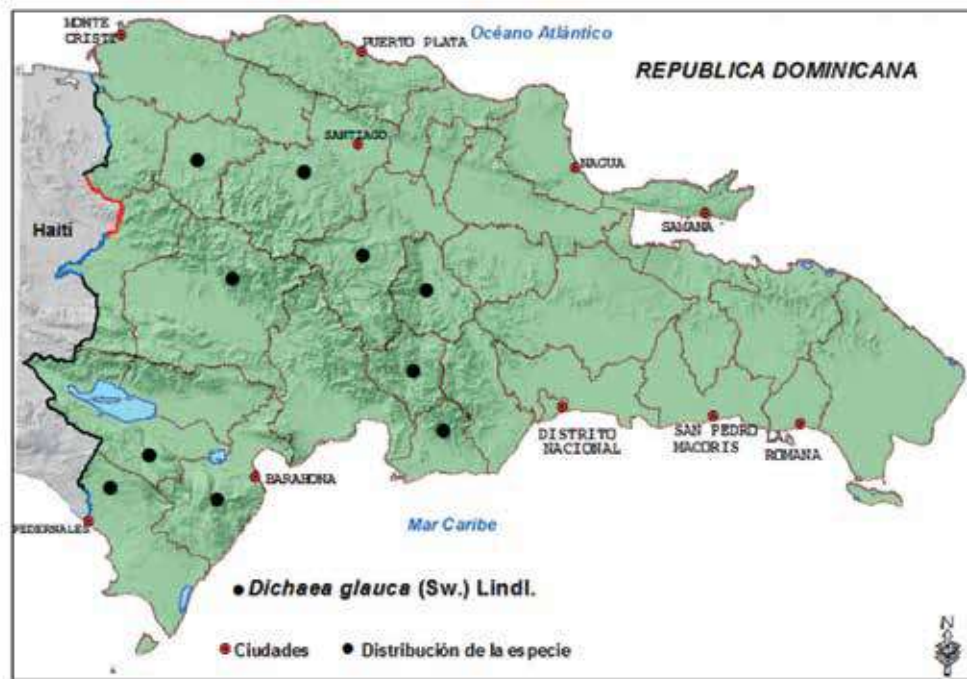 MONTE
CRISTI
PUERTO PLATA
Océano Atlántico
REPUBLICA DOMINICANA
SANTIAGO
NAGUA
SAMANA
Haití
DISTRITO
NACIONAL
SAN PEDRO
MACORIS
LA
ROMANA
BARAHONA
PEDERNALES
Mar Caribe
Dichaea glauca (Sw.) Lindl.
Ciudades
Distribución de la especie
N